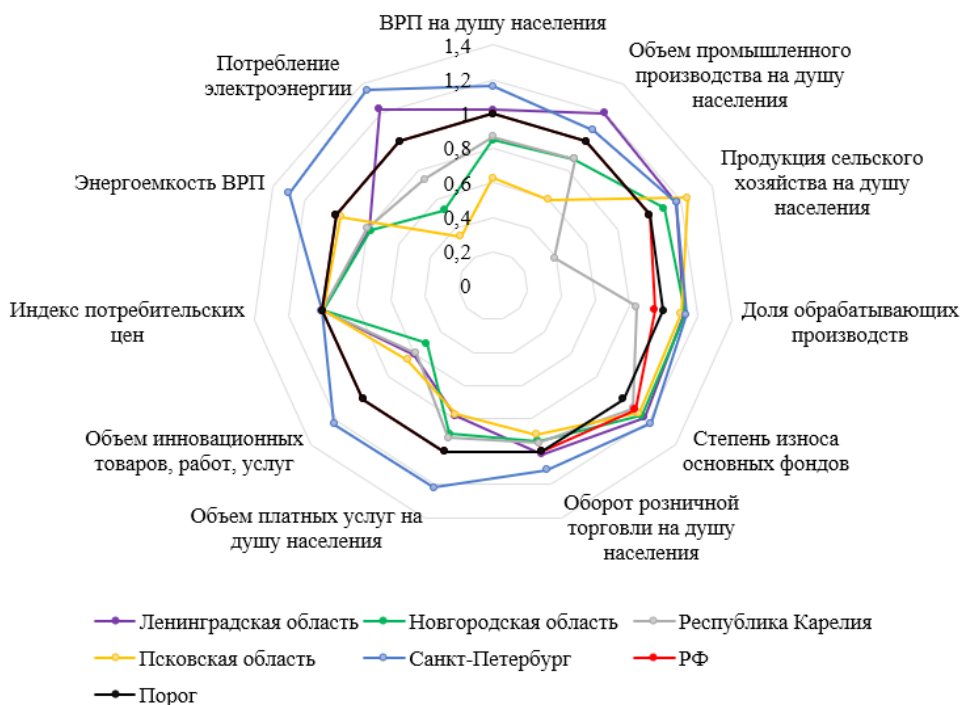 ВРП на душу населения
1,4
1,2
1
0,8
0,6
0,4
0,2
0
Объем промышленного
производства на душу
населения
Продукция сельского
хозяйства на душу
населения
Доля обрабатывающих
производств
Степень износа
основных фондов
Оборот розничной
торговли на душу
населения
Объем платных услуг на
душу населения
Объем инновационных
товаров, работ, услуг
Индекс потребительских
цен
Энергоемкость ВРП
Потребление
электроэнергии
Ленинградская область
Новгородская область
Республика Карелия
Псковская область
Санкт-Петербург
РФ
Порог